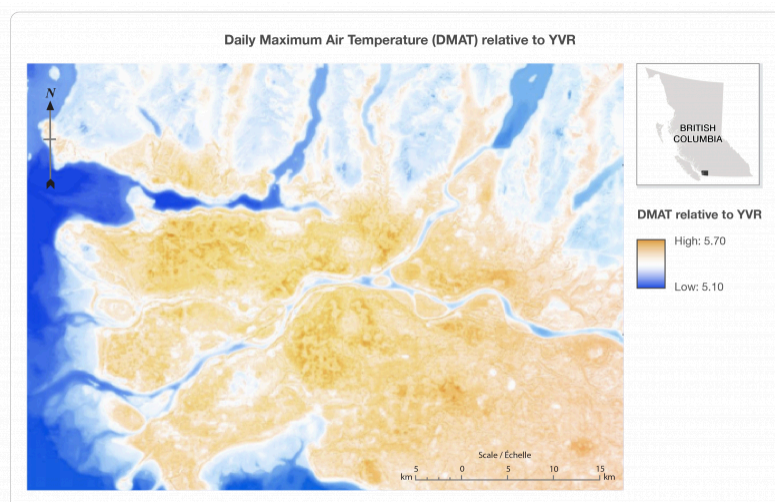 Daily Maximum Air Temperature (DMAT) relative to YVR
N
BRITISH
COLUMBIA
DMAT relative to YVR
High: 5.70
Low: 5.10
Scale / Échelle
5 0 5 10 15
km km